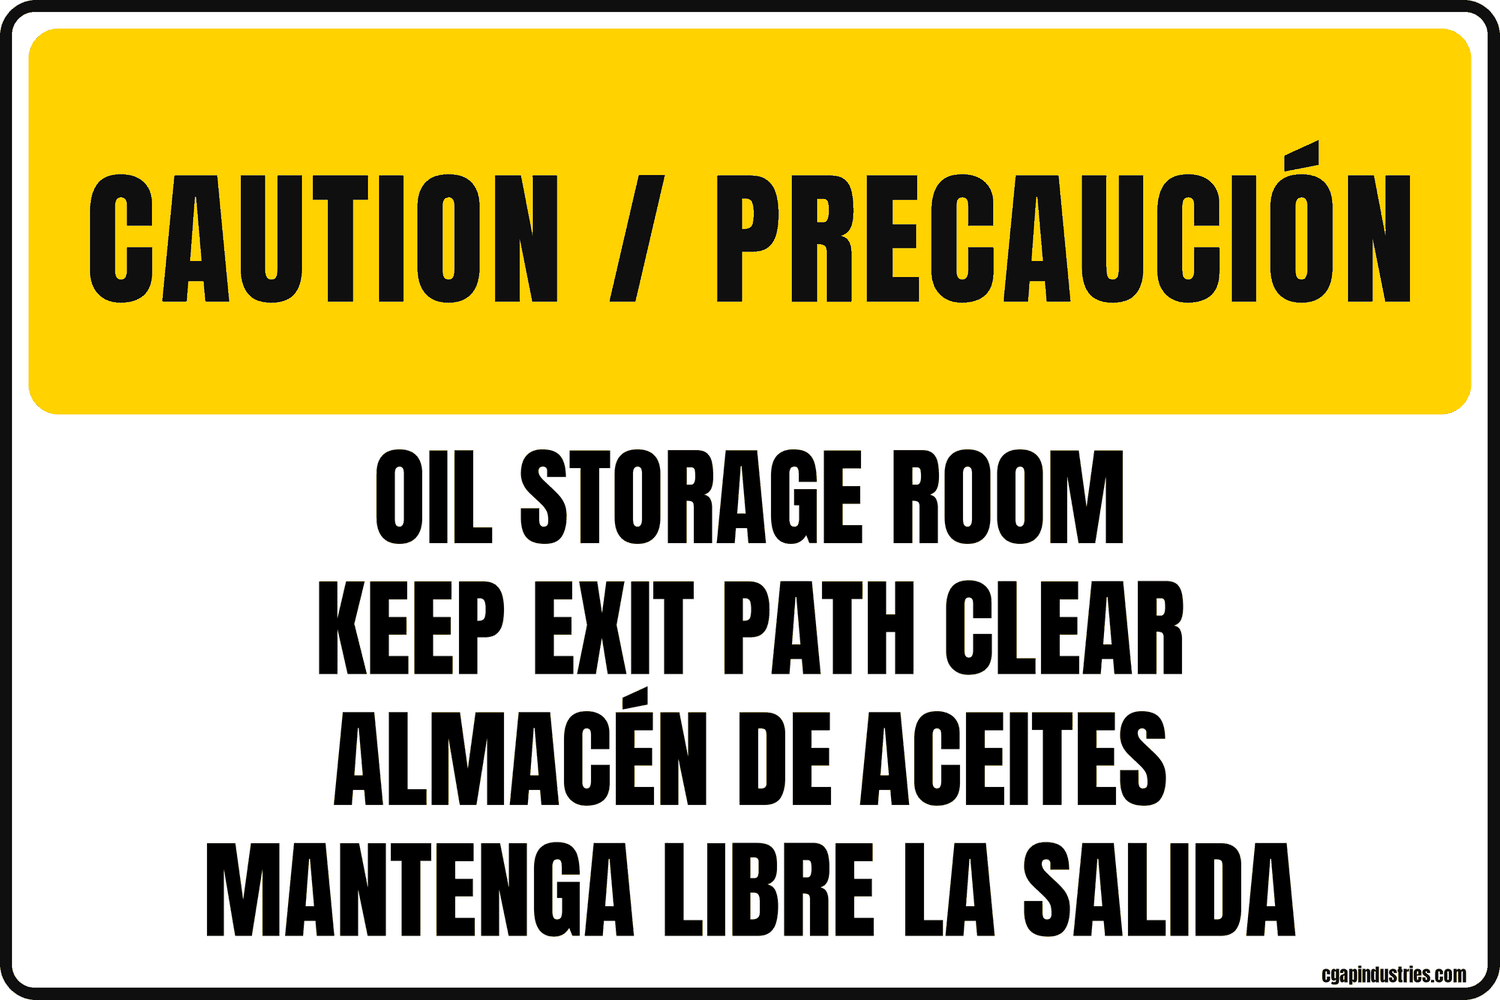 CAUTION / PRECAUCIÓN
OIL STORAGE ROOM
KEEP EXIT PATH CLEAR
ALMACÉN DE ACEITES
MANTENGA LIBRE LA SALIDA
cgapindustries.com